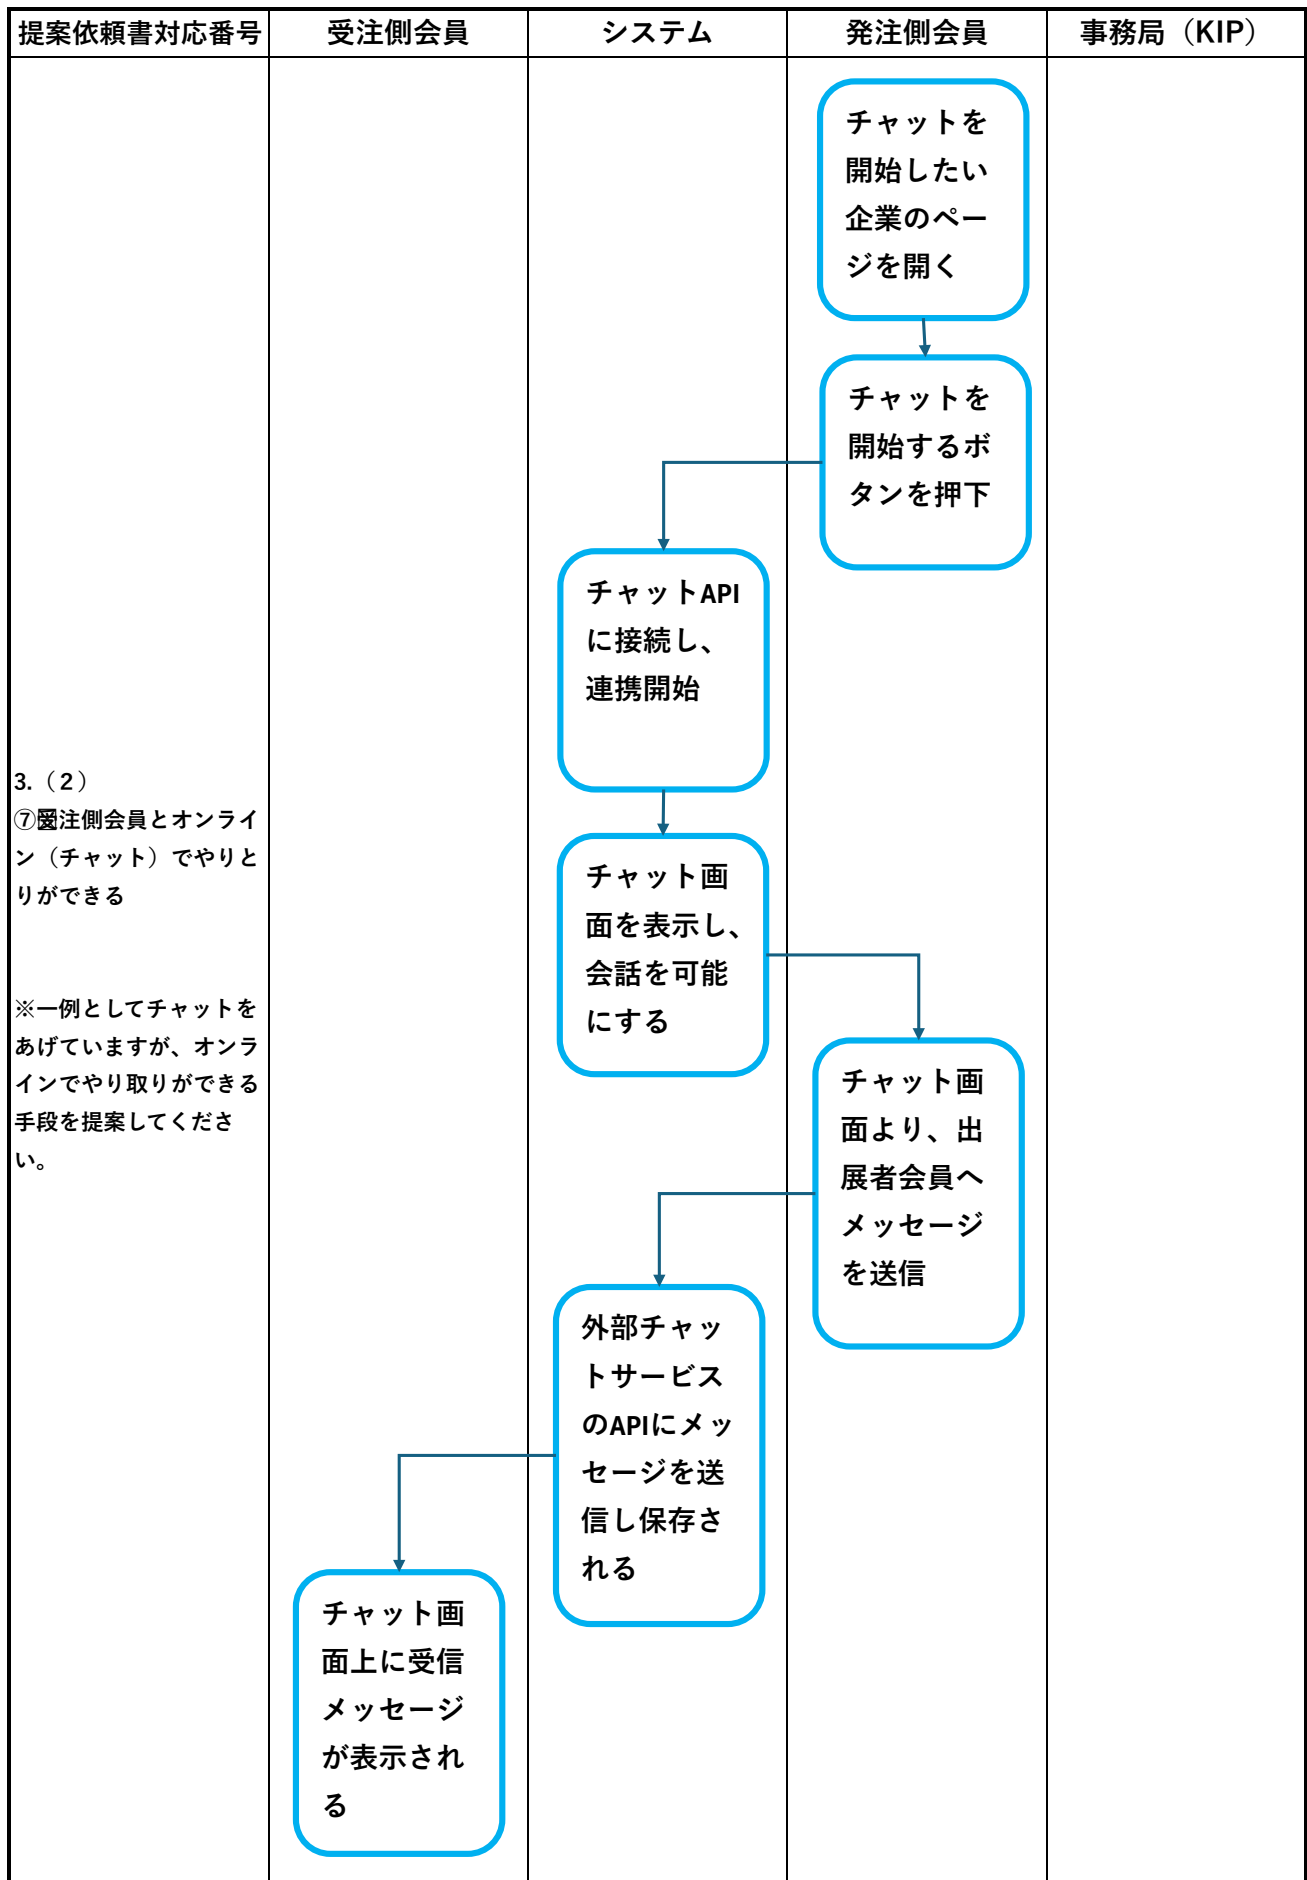 提案依頼書対応番号
受注側会員
システム
発注側会員
事務局（KIP）
チャットを
開始したい
企業のペー
ジを開く
チャットを
開始するボ
タンを押下
チャットAPI
に接続し、
連携開始
3.（２）
⑦受注側会員とオンライ
ン（チャット）でやりと
りができる
※一例としてチャットを
あげていますが、オンラ
インでやり取りができる
手段を提案してくださ
い。
チャット画
面を表示し、
会話を可能
にする
チャット画
面より、出
展者会員へ
メッセージ
を送信
外部チャッ
トサービス
のAPIにメッ
セージを送
信し保存さ
れる
チャット画
面上に受信
メッセージ
が表示され
る